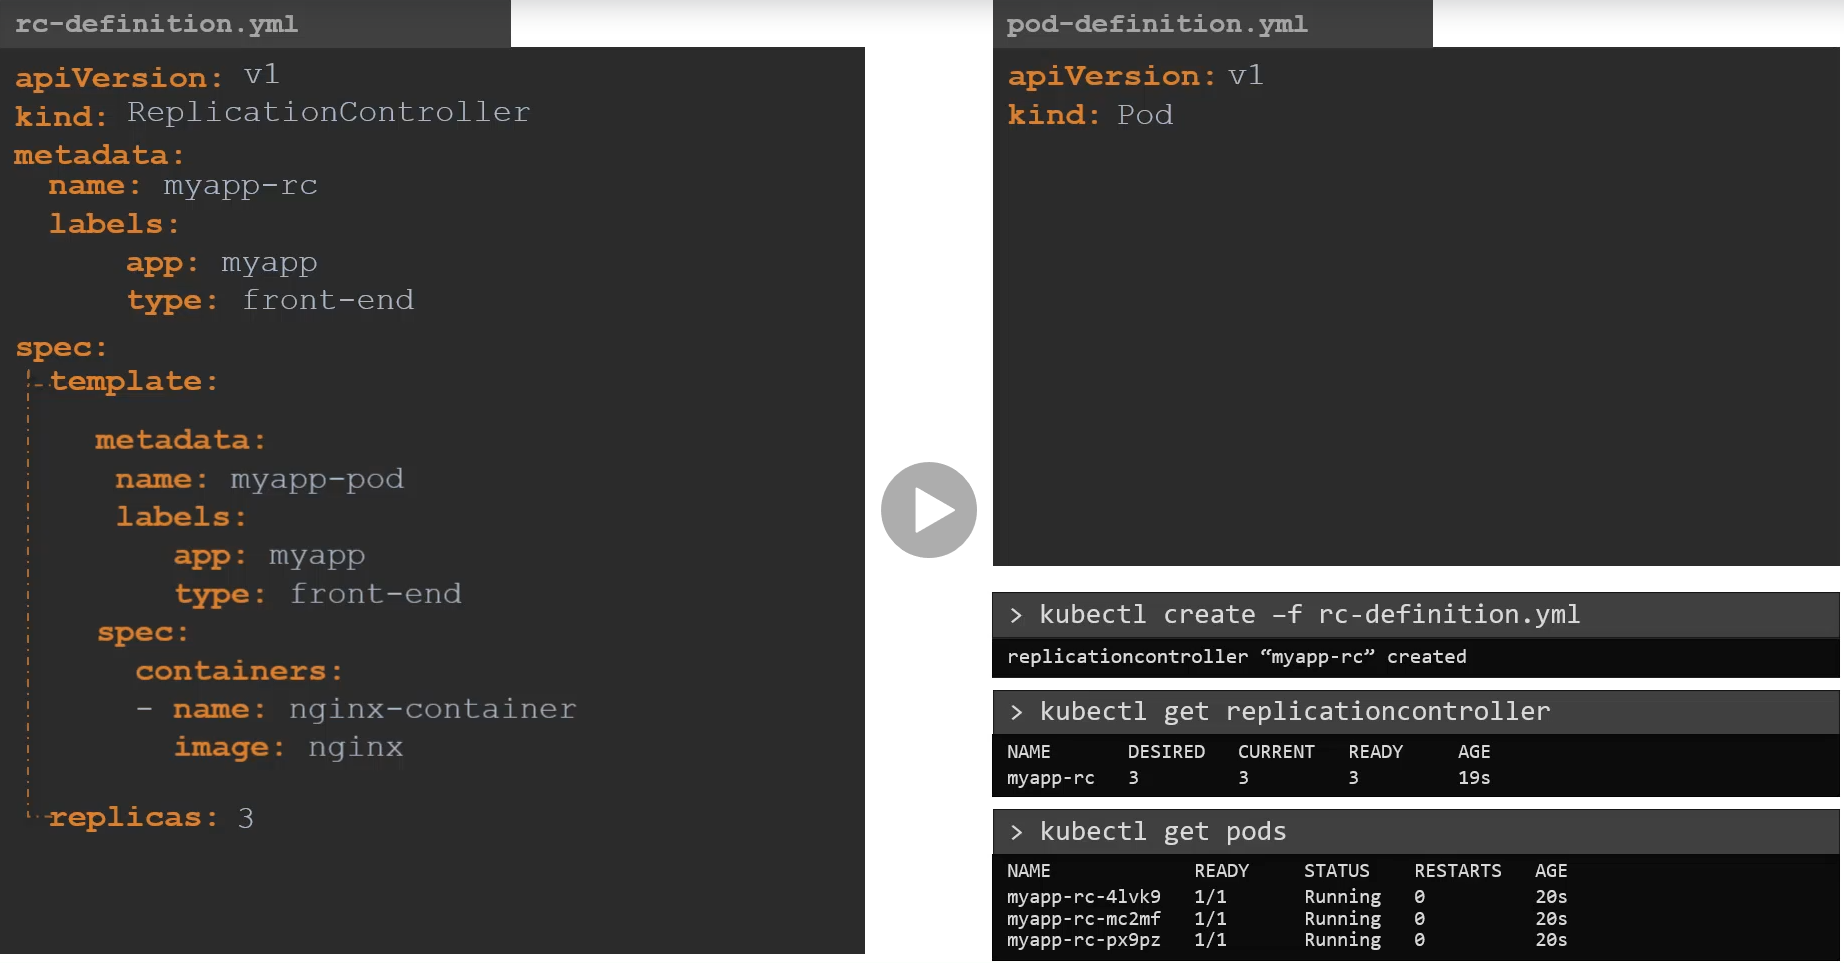 rc-definition.yml
apiVersion: v1
kind: ReplicationController
metadata:
name: myapp-rc
labels:
app: myapp
type: front-end
spec:
template:
metadata:
name: myapp-pod
labels:
app: myapp
type: front-end
spec:
containers:
- name: nginx-container
image: nginx
replicas: 3
pod-definition.yml
apiVersion: v1
kind: Pod
> kubectl create –f rc-definition.yml
replicationcontroller “myapp-rc” created
> kubectl get replicationcontroller
NAME DESIRED CURRENT READY AGE
myapp-rc 3 3 3 19s
> kubectl get pods
NAME READY STATUS RESTARTS AGE
myapp-rc-4lvk9 1/1 Running 0 20s
myapp-rc-mc2mf 1/1 Running 0 20s
myapp-rc-px9pz 1/1 Running 0 20s